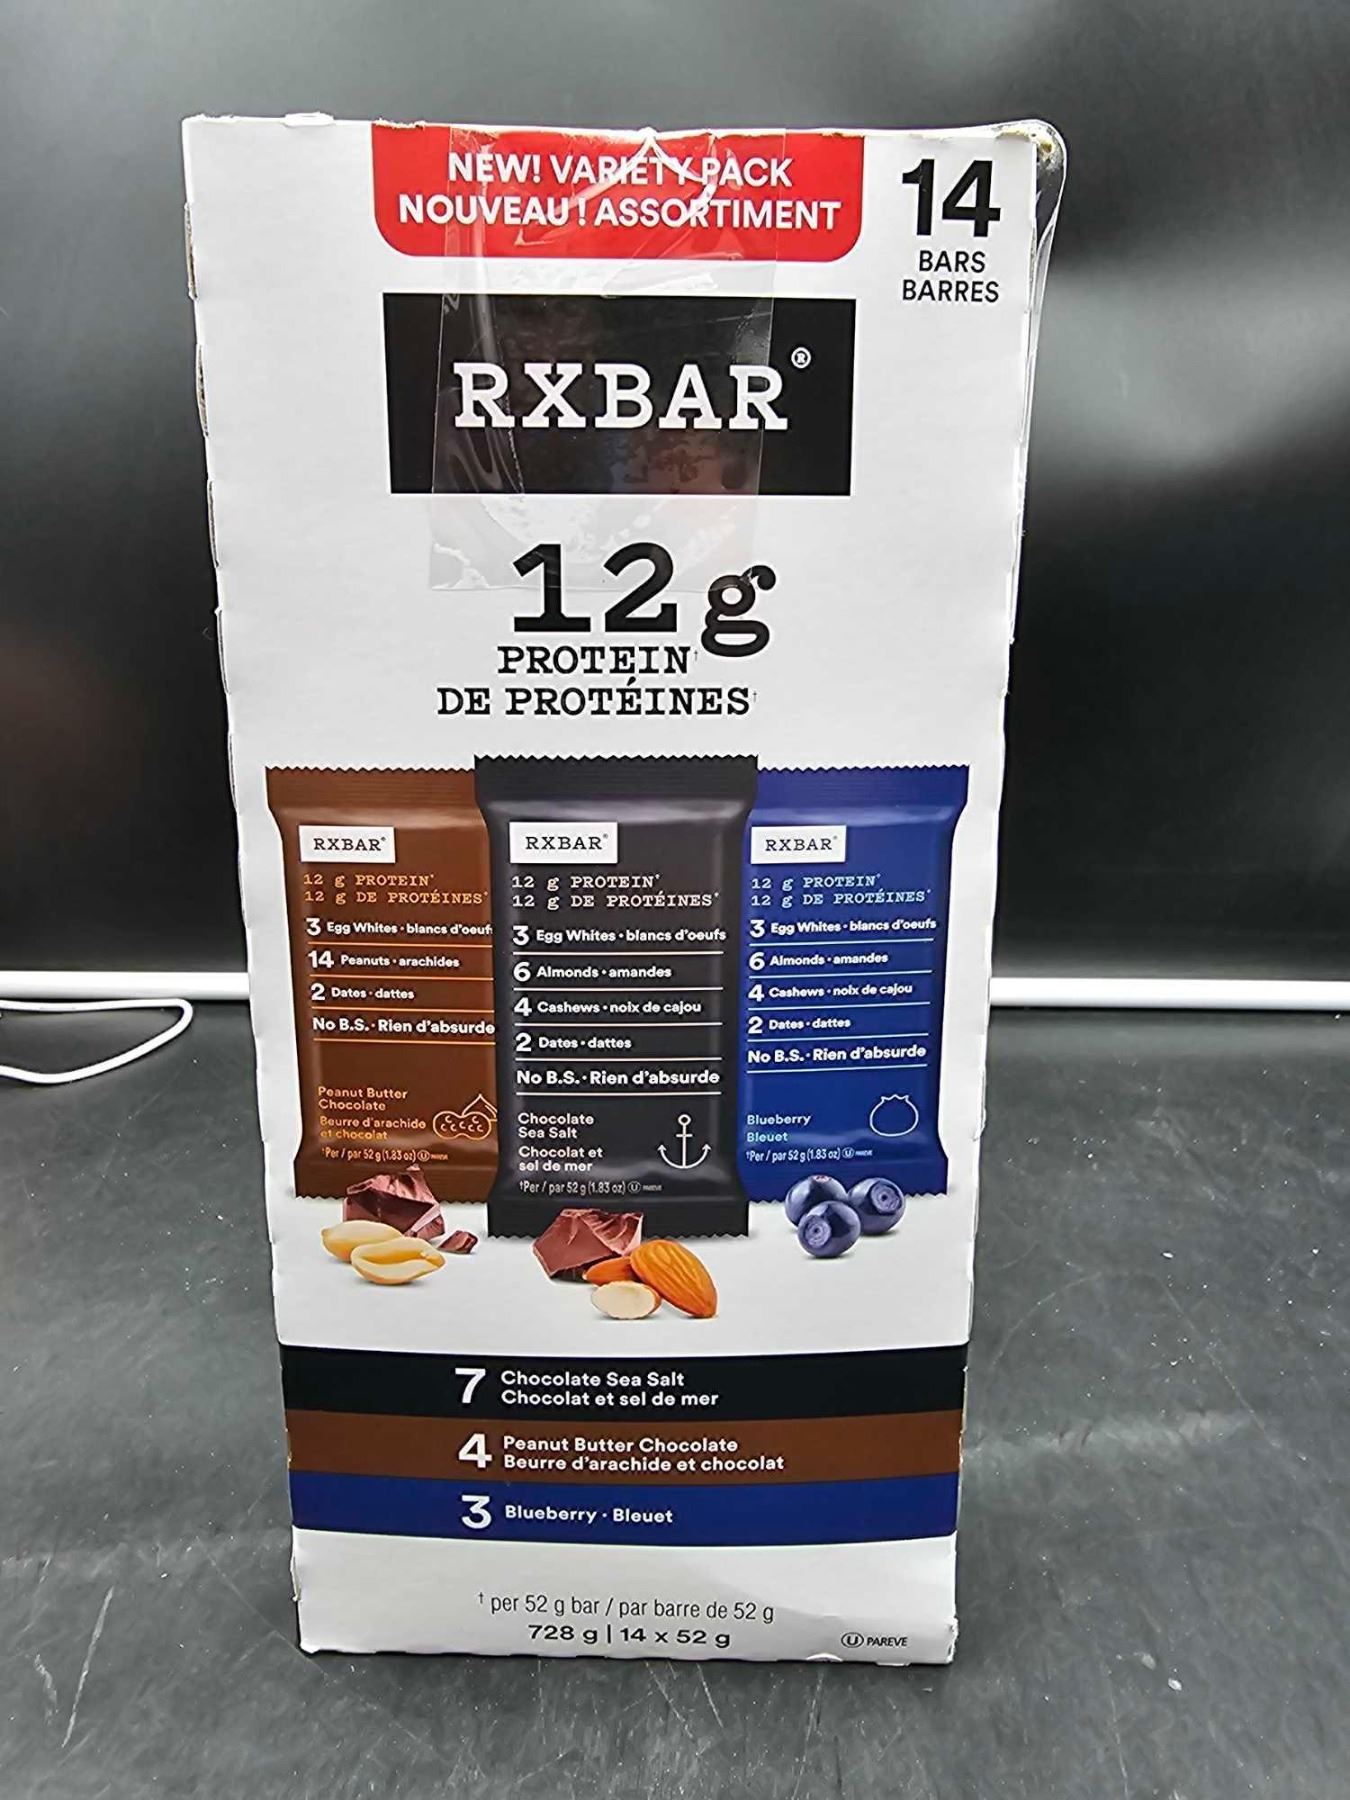 NEW! VARIETY PACK
NOUVEAU! ASSORTIMENT
14
BARS
BARRES
RXBAR®
12 g
PROTEIN†
DE PROTÉINES†
RXBAR®
12 g PROTEIN†
12 g DE PROTÉINES†
3 Egg Whites • blancs d'oeufs
14 Peanuts • arachides
2 Dates • dattes
No B.S. • Rien d'absurde
Peanut Butter
Chocolate
Beurre d'arachide
et chocolat
†Per / par 52 g (1.83 oz) U
RXBAR®
12 g PROTEIN†
12 g DE PROTÉINES†
3 Egg Whites • blancs d'oeufs
6 Almonds • amandes
4 Cashews • noix de cajou
2 Dates • dattes
No B.S. • Rien d'absurde
Chocolate
Sea Salt
Chocolat et
sel de mer
†Per / par 52 g (1.83 oz) U
RXBAR®
12 g PROTEIN†
12 g DE PROTÉINES†
3 Egg Whites • blancs d'oeufs
6 Almonds • amandes
4 Cashews • noix de cajou
2 Dates • dattes
No B.S. • Rien d'absurde
Blueberry
Bleuet
†Per / par 52 g (1.83 oz) U
7 Chocolate Sea Salt
Chocolat et sel de mer
4 Peanut Butter Chocolate
Beurre d'arachide et chocolat
3 Blueberry • Bleuet
† per 52 g bar / par barre de 52 g
728 g | 14 x 52 g
U PAREVE